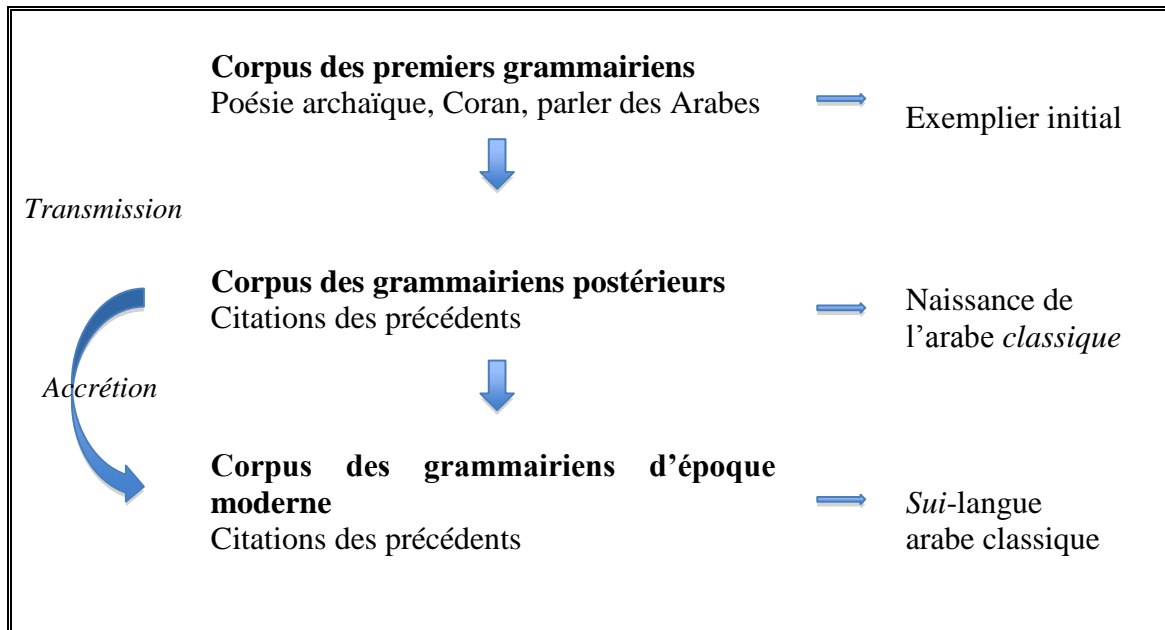 Corpus des premiers grammairiens
Poésie archaïque, Coran, parler des Arabes
Exemplier initial
Transmission
Corpus des grammairiens postérieurs
Citations des précédents
Naissance de
l’arabe classique
Accrétion
Corpus des grammairiens d’époque
moderne
Citations des précédents
Sui-langue
arabe classique